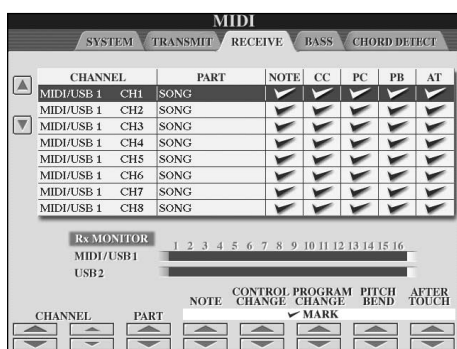 MIDI
SYSTEM TRANSMIT RECEIVE BASS CHORD DETECT
CHANNEL PART NOTE CC PC PB AT
MIDI/USB 1 CH1 SONG
MIDI/USB 1 CH2 SONG
MIDI/USB 1 CH3 SONG
MIDI/USB 1 CH4 SONG
MIDI/USB 1 CH5 SONG
MIDI/USB 1 CH6 SONG
MIDI/USB 1 CH7 SONG
MIDI/USB 1 CH8 SONG
Rx MONITOR 1 2 3 4 5 6 7 8 9 10 11 12 13 14 15 16
MIDI/USB1
USB2
CHANNEL PART NOTE CONTROL CHANGE PROGRAM CHANGE PITCH BEND AFTER TOUCH
MARK